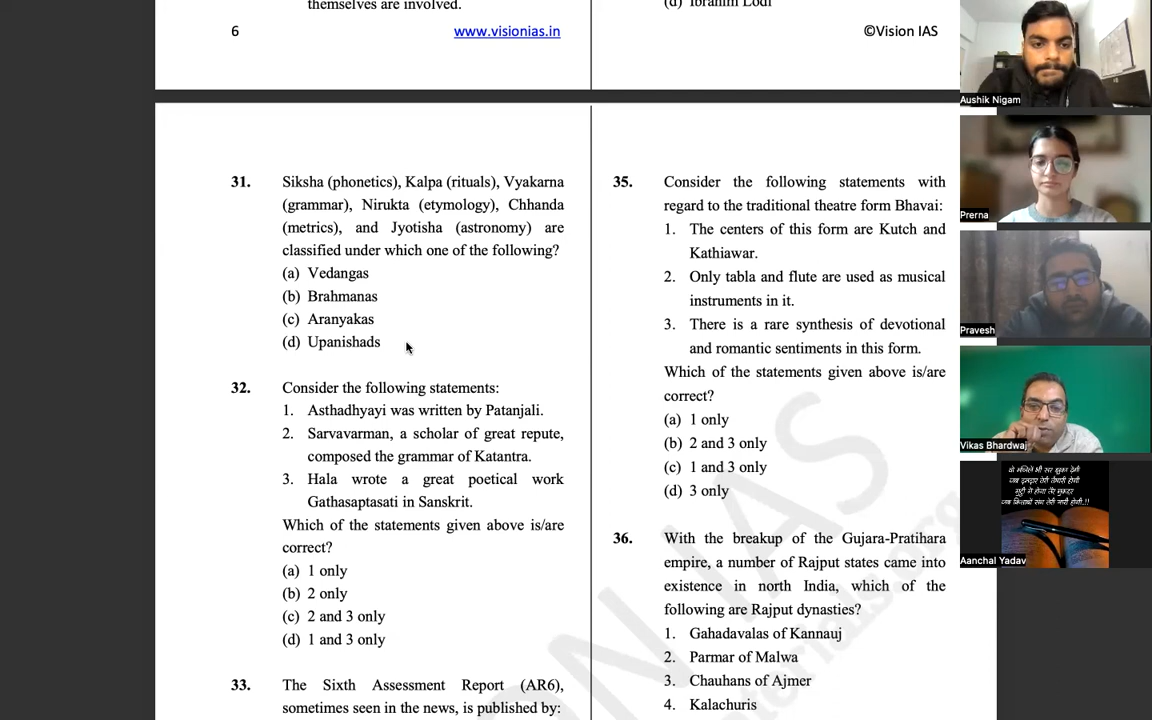 themselves are involved.
(d) Ibrahim Lodi
6
www.visionias.in
©Vision IAS
31. Siksha (phonetics), Kalpa (rituals), Vyakarna
(grammar), Nirukta (etymology), Chhanda
(metrics), and Jyotisha (astronomy) are
classified under which one of the following?
(a) Vedangas
(b) Brahmanas
(c) Aranyakas
(d) Upanishads
32. Consider the following statements:
1. Asthadhyayi was written by Patanjali.
2. Sarvavarman, a scholar of great repute,
composed the grammar of Katantra.
3. Hala wrote a great poetical work
Gathasaptasati in Sanskrit.
Which of the statements given above is/are
correct?
(a) 1 only
(b) 2 only
(c) 2 and 3 only
(d) 1 and 3 only
33. The Sixth Assessment Report (AR6),
sometimes seen in the news, is published by:
35. Consider the following statements with
regard to the traditional theatre form Bhavai:
1. The centers of this form are Kutch and
Kathiawar.
2. Only tabla and flute are used as musical
instruments in it.
3. There is a rare synthesis of devotional
and romantic sentiments in this form.
Which of the statements given above is/are
correct?
(a) 1 only
(b) 2 and 3 only
(c) 1 and 3 only
(d) 3 only
36. With the breakup of the Gujara-Pratihara
empire, a number of Rajput states came into
existence in north India, which of the
following are Rajput dynasties?
1. Gahadavalas of Kannauj
2. Parmar of Malwa
3. Chauhans of Ajmer
4. Kalachuris
Aushik Nigam
Prerna
Pravesh
Vikas Bhardwaj
Aanchal Yadav